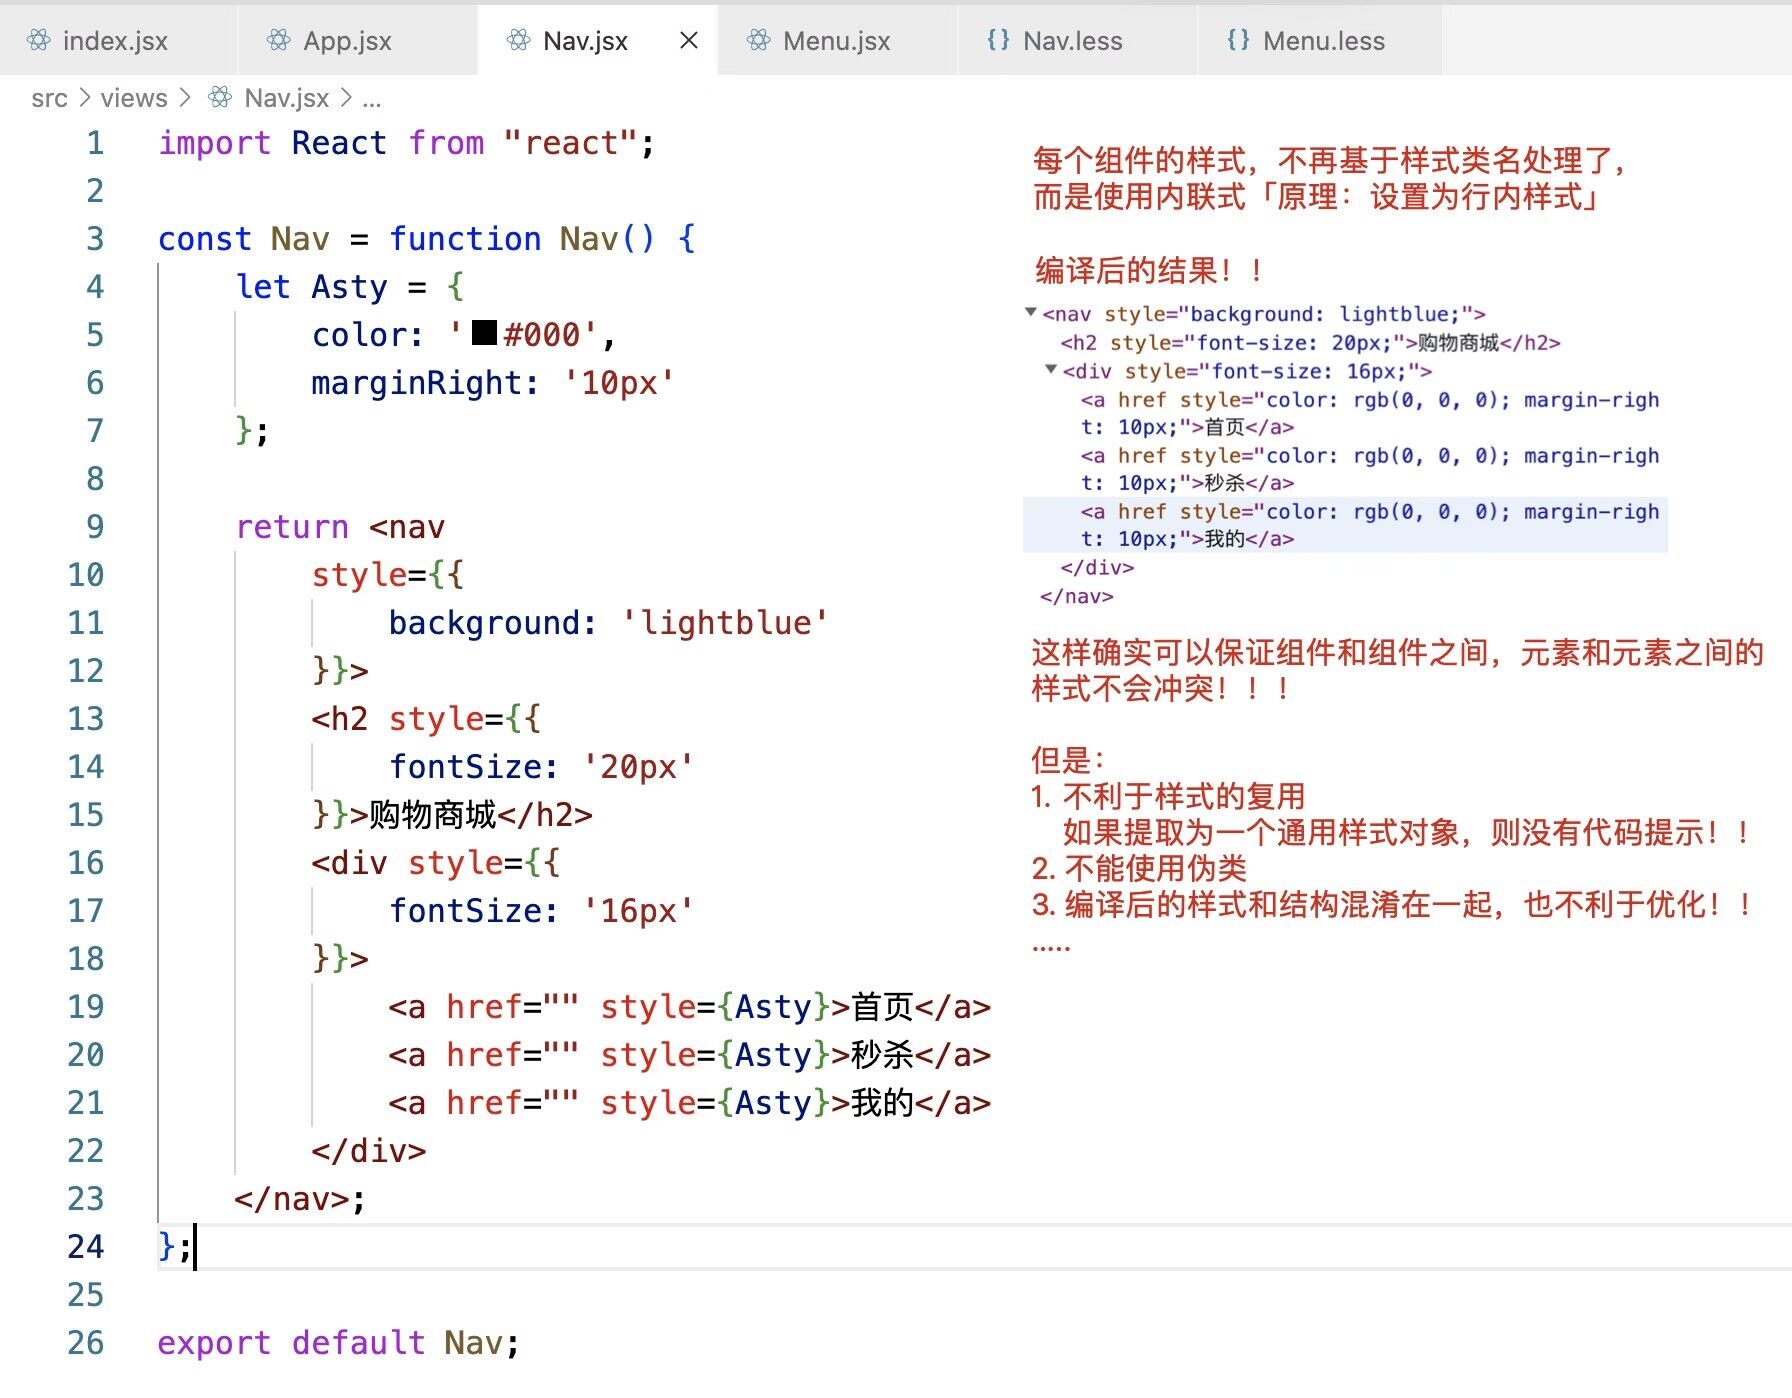 index.jsx App.jsx Nav.jsx Menu.jsx {} Nav.less {} Menu.less
src > views > Nav.jsx > ...
1 import React from "react";
2
3 const Nav = function Nav() {
4 let Asty = {
5 color: '#000',
6 marginRight: '10px'
7 };
8
9 return <nav
10 style={{
11 background: 'lightblue'
12 }}>
13 <h2 style={{
14 fontSize: '20px'
15 }}>购物商城</h2>
16 <div style={{
17 fontSize: '16px'
18 }}>
19 <a href="" style={Asty}>首页</a>
20 <a href="" style={Asty}>秒杀</a>
21 <a href="" style={Asty}>我的</a>
22 </div>
23 </nav>;
24 };
25
26 export default Nav;
每个组件的样式，不再基于样式类名处理了，
而是使用内联式「原理：设置为行内样式」
编译后的结果！！
<nav style="background: lightblue;">
<h2 style="font-size: 20px;">购物商城</h2>
<div style="font-size: 16px;">
<a href style="color: rgb(0, 0, 0); margin-righ
t: 10px;">首页</a>
<a href style="color: rgb(0, 0, 0); margin-righ
t: 10px;">秒杀</a>
<a href style="color: rgb(0, 0, 0); margin-righ
t: 10px;">我的</a>
</div>
</nav>
这样确实可以保证组件和组件之间，元素和元素之间的
样式不会冲突！！！
但是：
1. 不利于样式的复用
如果提取为一个通用样式对象，则没有代码提示！！
2. 不能使用伪类
3. 编译后的样式和结构混淆在一起，也不利于优化！！
.....